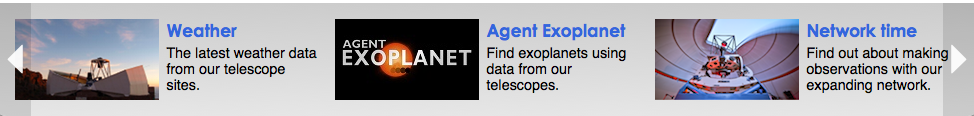 Weather
The latest weather data
from our telescope
sites.
AGENT
EXOPLANET
Agent Exoplanet
Find exoplanets using
data from our
telescopes.
Network time
Find out about making
observations with our
expanding network.